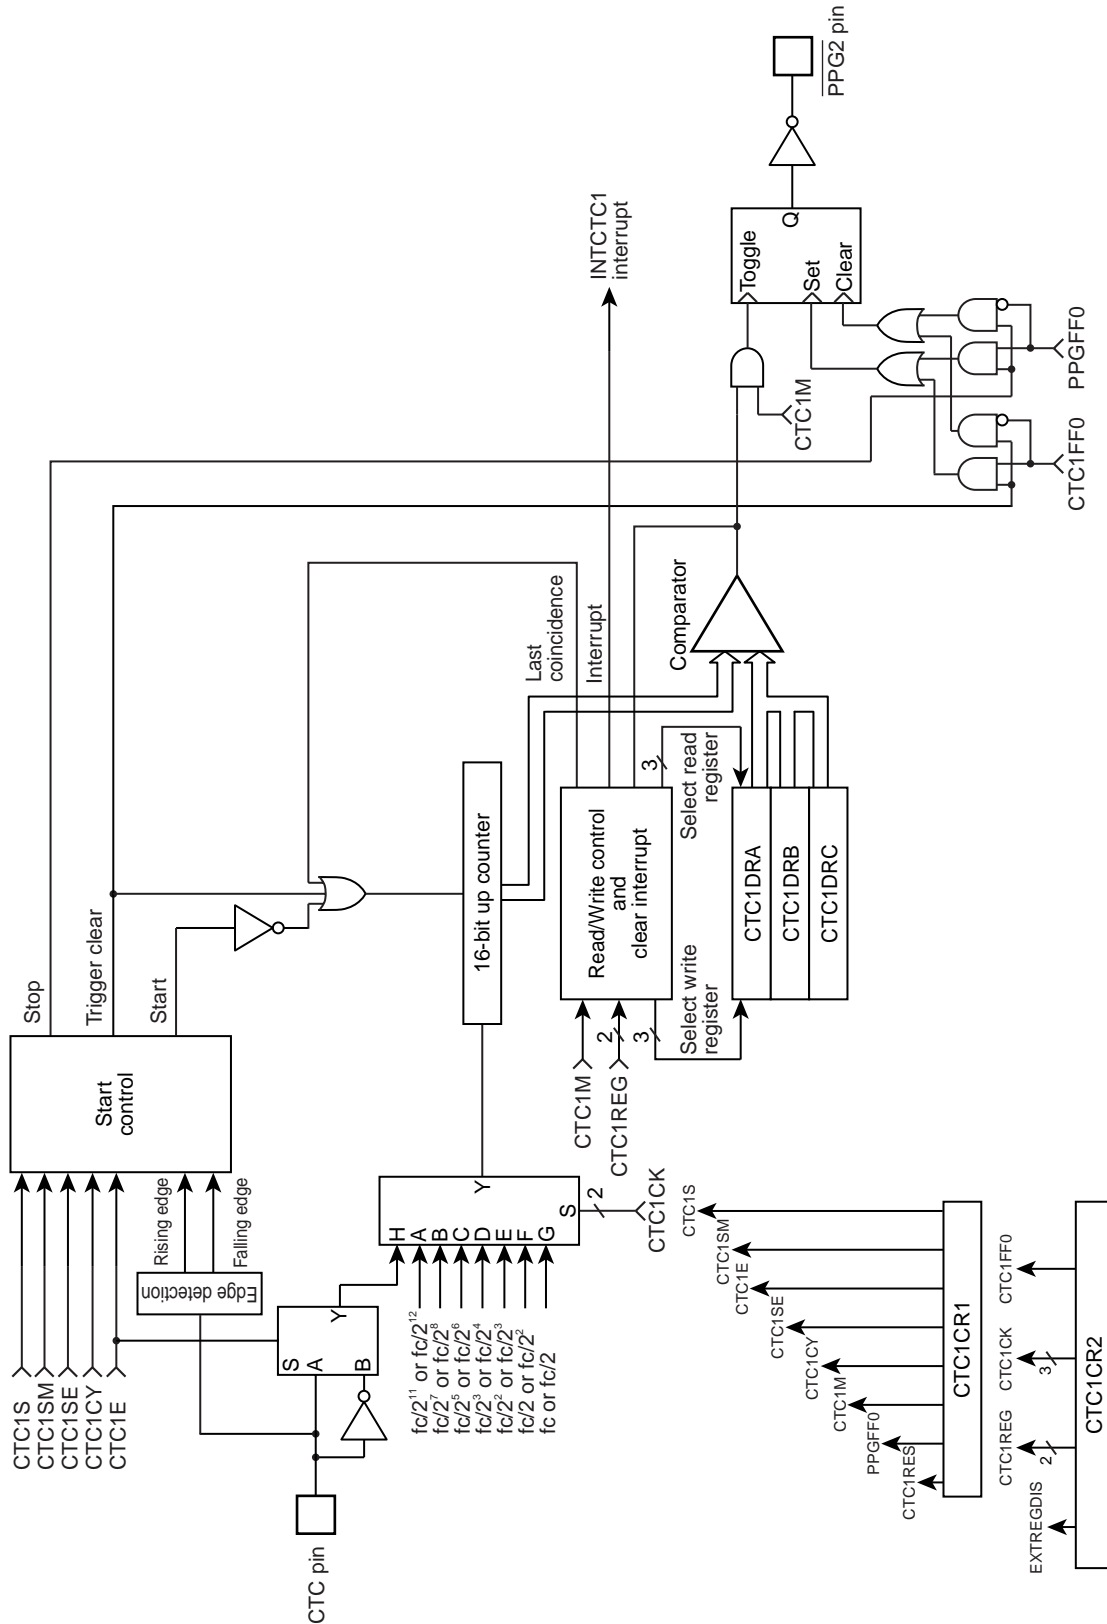 CTC1S
CTC1SM
CTC1SE
CTC1CY
CTC1E
Start
control
Stop
Trigger clear
Start
Rising edge
Falling edge
Edge detection
CTC pin
S
A
B
Y
H
A
B
C
D
E
F
G
Y
S
fc/2¹¹ or fc/2¹²
fc/2⁷ or fc/2⁸
fc/2⁵ or fc/2⁶
fc/2³ or fc/2⁴
fc/2² or fc/2³
fc/2 or fc/2²
fc or fc/2
2
CTC1CK
16-bit up counter
Last
coincidence
Interrupt
INTCTC1
interrupt
Read/Write control
and
clear interrupt
CTC1M
CTC1REG
2
3
Select write
register
3
Select read
register
CTC1DRA
CTC1DRB
CTC1DRC
Comparator
CTC1M
Toggle
Set
Clear
Q
PPG2 pin
CTC1FF0
PPGFF0
CTC1S
CTC1SM
CTC1E
CTC1SE
CTC1CY
CTC1M
PPGFF0
CTC1RES
CTC1CR1
CTC1FF0
CTC1CK
3
CTC1REG
2
EXTREGDIS
CTC1CR2